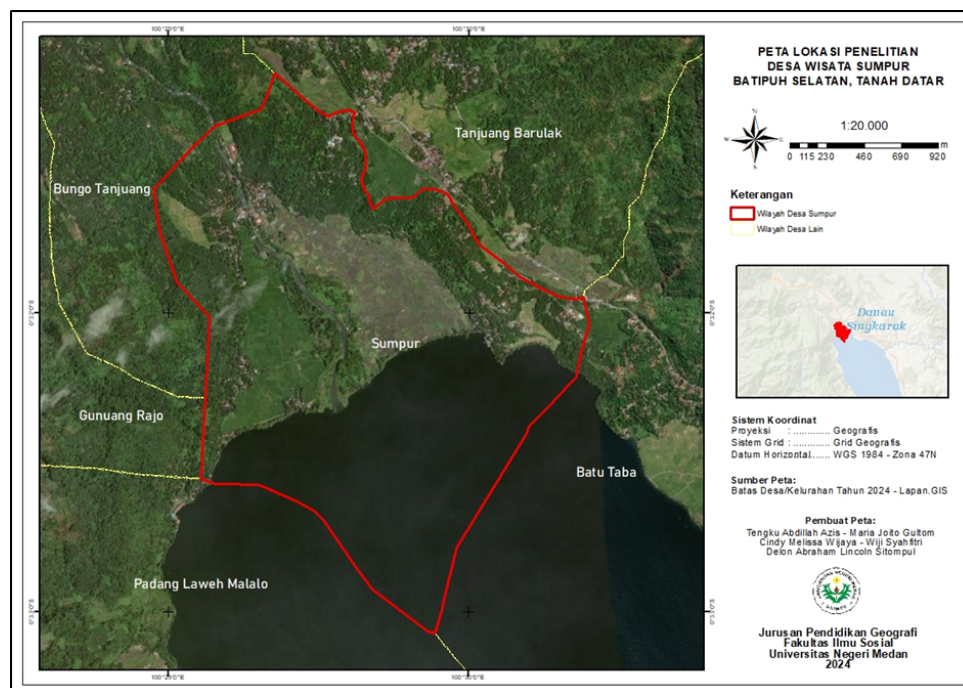 PETA LOKASI PENELITIAN
DESA WISATA SUMPUR
BATIPUH SELATAN, TANAH DATAR
N
1:20.000
0 115 230 460 690 920
m
Keterangan
Wilayah Desa Sumpur
Wilayah Desa Lain
Danau
Singkarak
Sistem Koordinat
Proyeksi : ............. Geografis
Sistem Grid : ............. Grid Geografis
Datum Horizontal....... WGS 1984 - Zona 47N
Sumber Peta:
Batas Desa/Kelurahan Tahun 2024 - Lapan.GIS
Pembuat Peta:
Tengku Abdillah Azis - Maria Joito Gultom
Cindy Melissa Wijaya - Wiji Syahfitri
Delon Abraham Lincoln Sitompul
Jurusan Pendidikan Geografi
Fakultas Ilmu Sosial
Universitas Negeri Medan
2024
Tanjuang Barulak
Bungo Tanjuang
Sumpur
Gunuang Rajo
Batu Taba
Padang Laweh Malalo